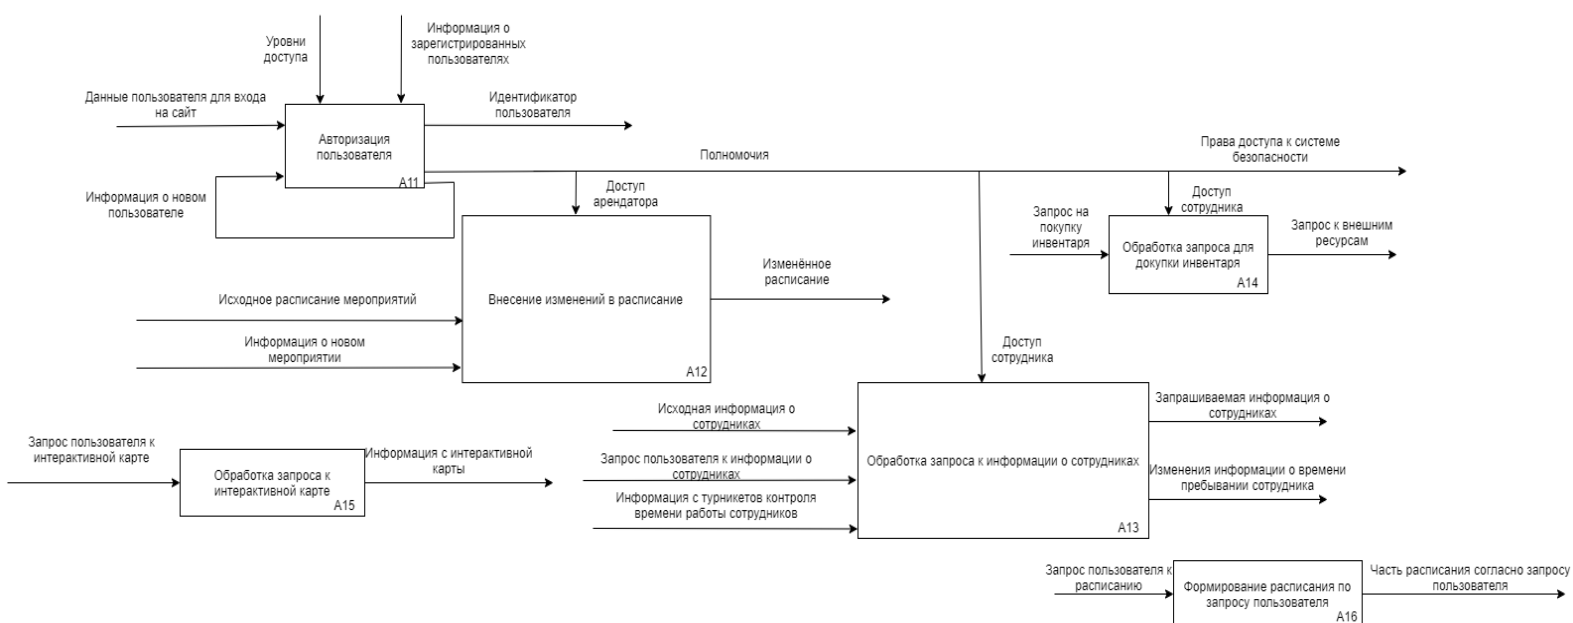 Уровни
доступа
Информация о
зарегистрированных
пользователях
Данные пользователя для входа
на сайт
Идентификатор
пользователя
Авторизация
пользователя
A11
Информация о новом
пользователе
Полномочия
Права доступа к системе
безопасности
Доступ
арендатора
Доступ
сотрудника
Запрос на
покупку
инвентаря
Обработка запроса для
докупки инвентаря
A14
Запрос к внешним
ресурсам
Исходное расписание мероприятий
Информация о новом
мероприятии
Внесение изменений в расписание
A12
Изменённое
расписание
Доступ
сотрудника
Исходная информация о
сотрудниках
Запрос пользователя к информации о
сотрудниках
Информация с турникетов контроля
времени работы сотрудников
Обработка запроса к информации о сотрудниках
A13
Запрашиваемая информация о
сотрудниках
Изменения информации о времени
пребывании сотрудника
Запрос пользователя к
интерактивной карте
Обработка запроса к
интерактивной карте
A15
Информация с интерактивной
карты
Запрос пользователя к
расписанию
Формирование расписания по
запросу пользователя
A16
Часть расписания согласно запросу
пользователя